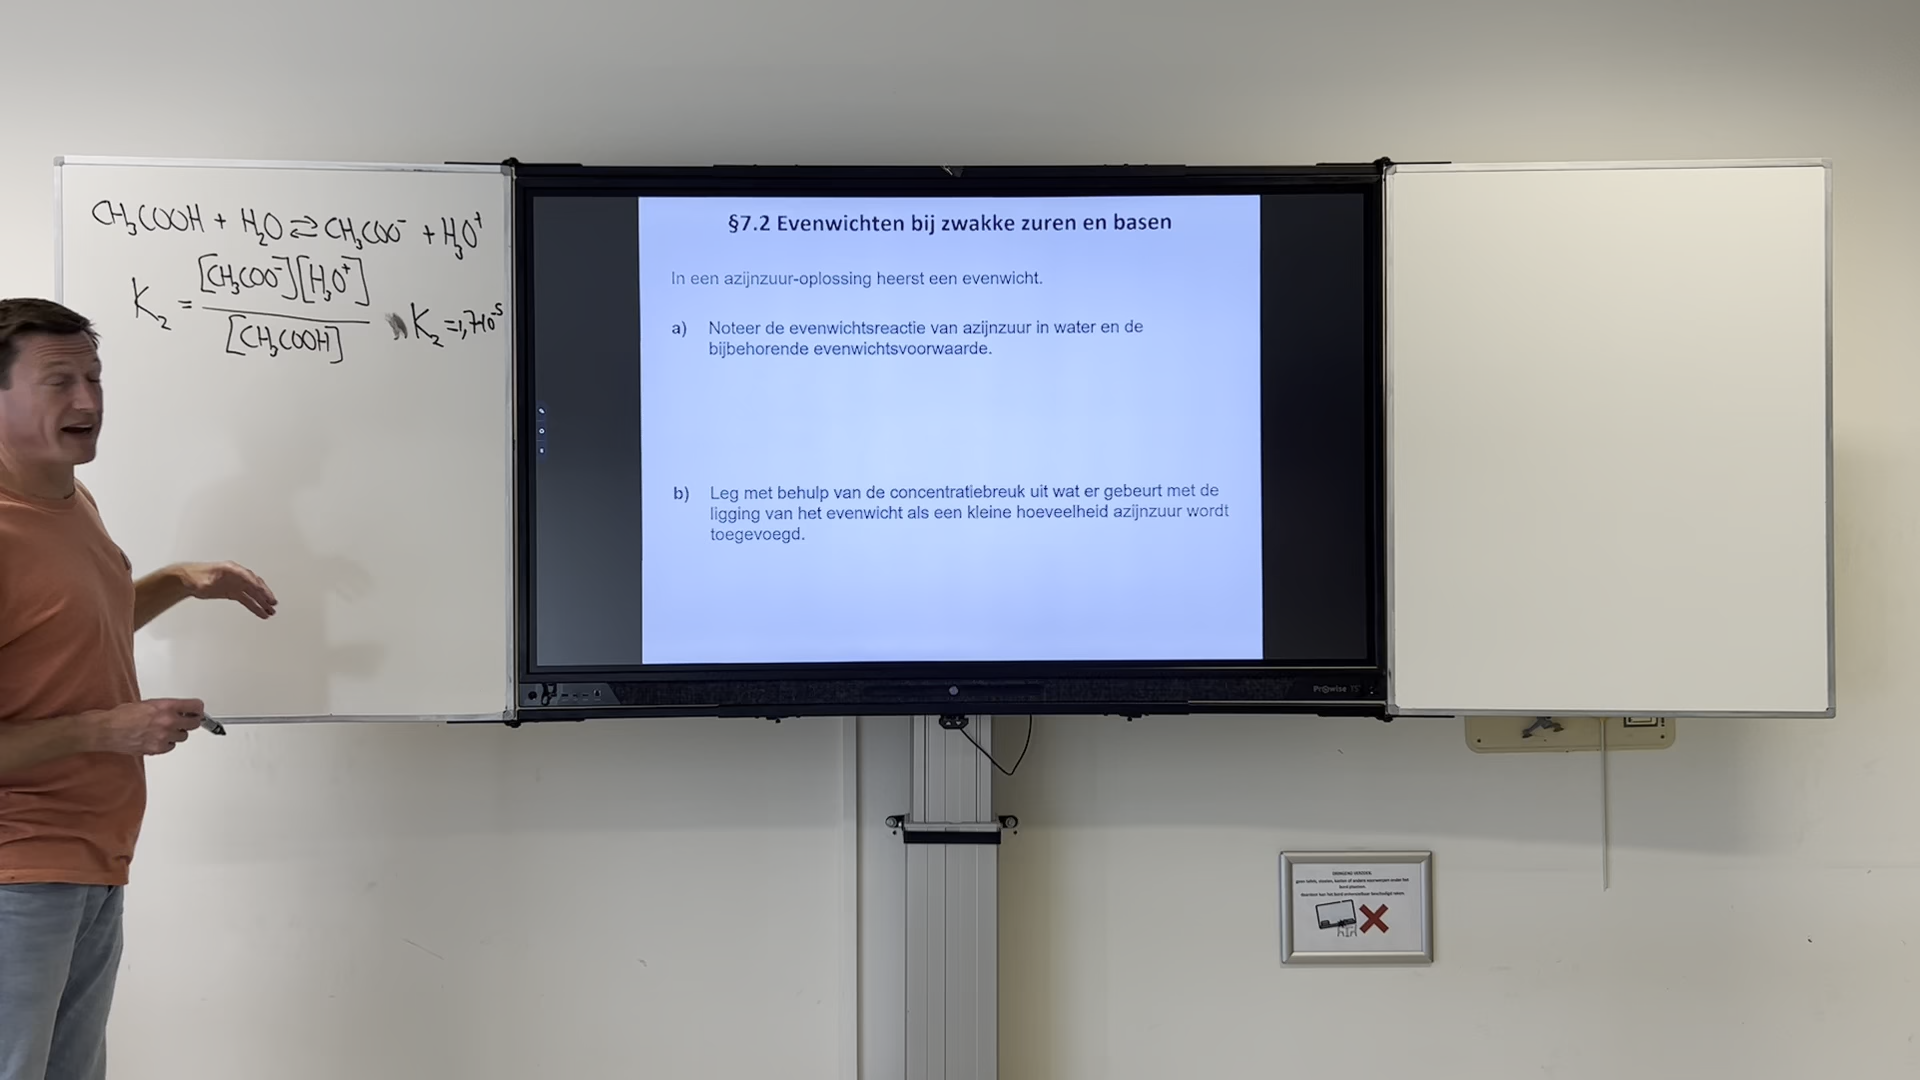 CH₃COOH + H₂O ⇌ CH₃COO⁻ + H₃O⁺
K₂ = [CH₃COO⁻][H₃O⁺] / [CH₃COOH] K₂ = 1,7·10⁻⁵
§7.2 Evenwichten bij zwakke zuren en basen
In een azijnzuur-oplossing heerst een evenwicht.
a) Noteer de evenwichtsreactie van azijnzuur in water en de
bijbehorende evenwichtsvoorwaarde.
b) Leg met behulp van de concentratiebreuk uit wat er gebeurt met de
ligging van het evenwicht als een kleine hoeveelheid azijnzuur wordt
toegevoegd.
Prowise